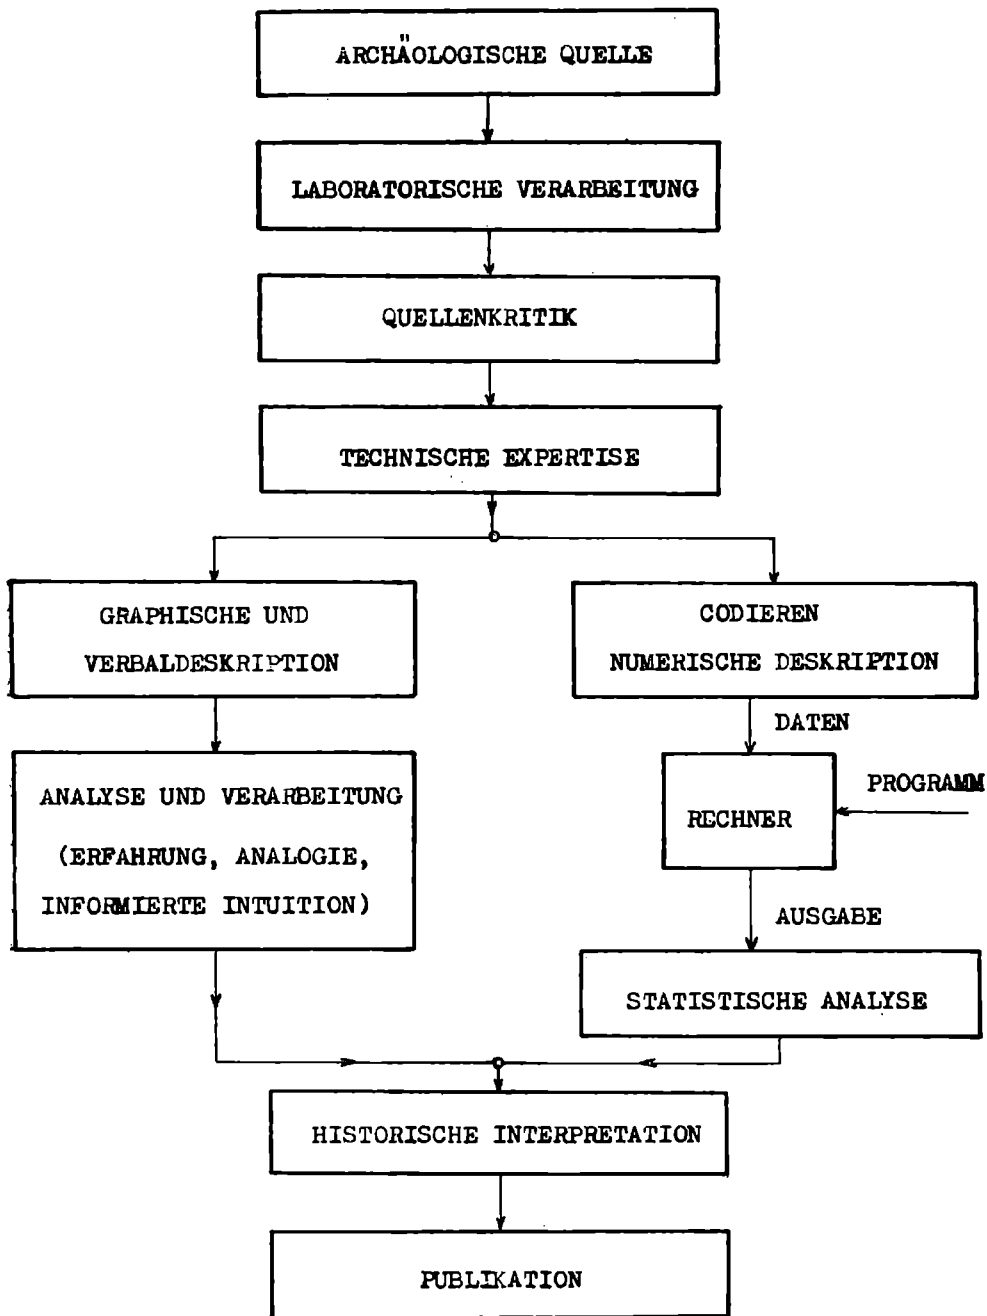 ARCHÄOLOGISCHE QUELLE
LABORATORISCHE VERARBEITUNG
QUELLENKRITIK
TECHNISCHE EXPERTISE
GRAPHISCHE UND
VERBALDESKRIPTION
ANALYSE UND VERARBEITUNG
(ERFAHRUNG, ANALOGIE,
INFORMIERTE INTUITION)
CODIEREN
NUMERISCHE DESKRIPTION
DATEN
PROGRAMM
RECHNER
AUSGABE
STATISTISCHE ANALYSE
HISTORISCHE INTERPRETATION
PUBLIKATION